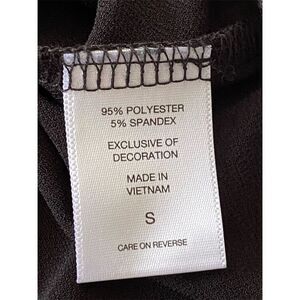 95% POLYESTER
5% SPANDEX
EXCLUSIVE OF
DECORATION
MADE IN
VIETNAM
S
CARE ON REVERSE